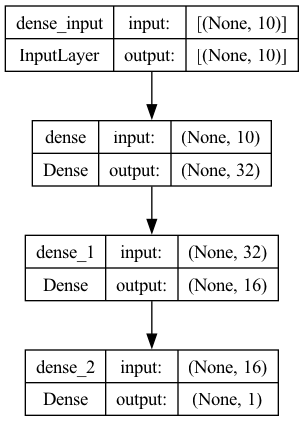 dense_input input: [(None, 10)]
InputLayer output: [(None, 10)]
dense input: (None, 10)
Dense output: (None, 32)
dense_1 input: (None, 32)
Dense output: (None, 16)
dense_2 input: (None, 16)
Dense output: (None, 1)